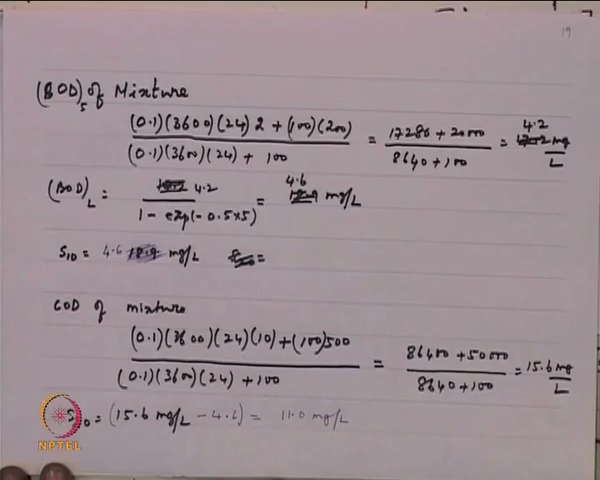 19
(BOD)5 of Mixture
(0.1)(3600)(24) 2 + (100)(200) / (0.1)(3600)(24) + 100 = 17280 + 20000 / 8640 + 100 = 4.2 mg/L
(BOD)L = 4.2 / 1 - exp(-0.5x5) = 4.6 mg/L
S10 = 4.6 mg/L =
COD of mixture
(0.1)(3600)(24)(10) + (100)500 / (0.1)(3600)(24) + 100 = 86400 + 50000 / 8640 + 100 = 15.6 mg/L
= (15.6 mg/L - 4.6) = 11.0 mg/L
NPTEL